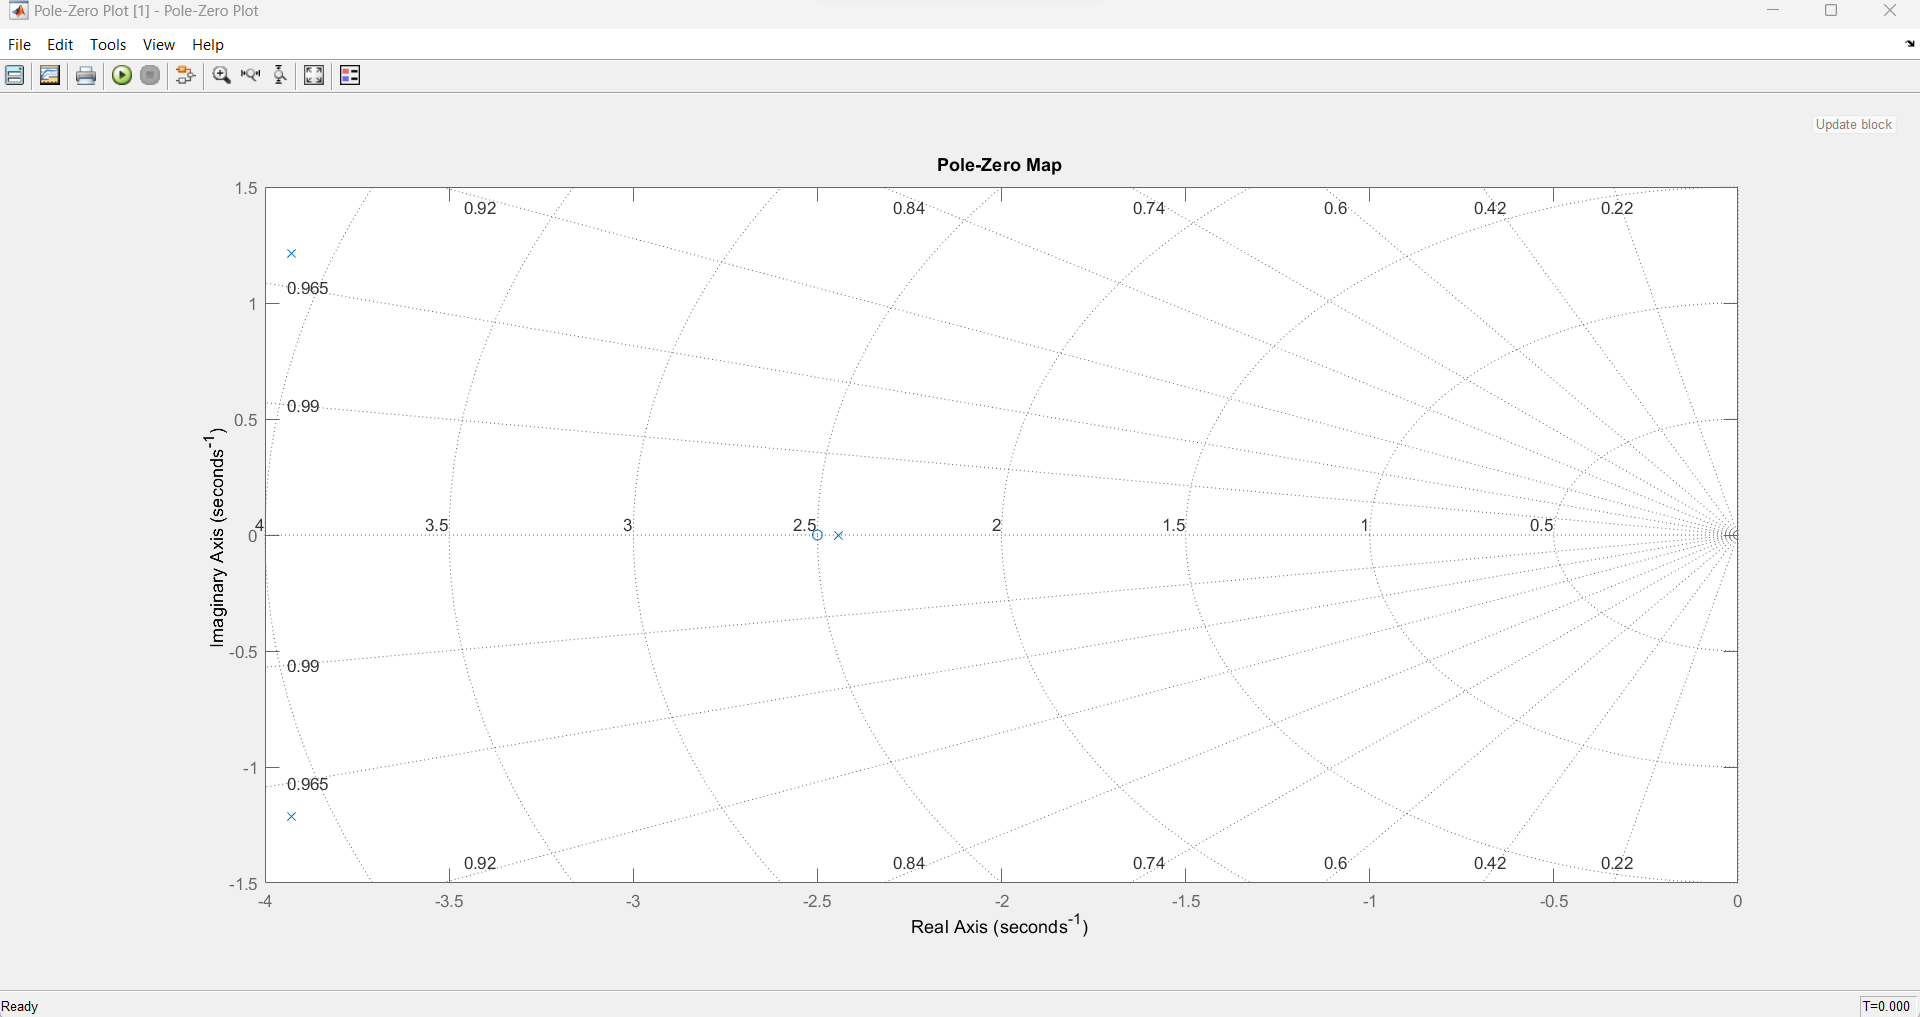 Pole-Zero Plot [1] - Pole-Zero Plot
File Edit Tools View Help
Update block
Pole-Zero Map
1.5
0.92 0.84 0.74 0.6 0.42 0.22
0.965
1
0.99
0.5
4 3.5 3 2.5 2 1.5 1 0.5
0
-0.5
0.99
-1
0.965
0.92 0.84 0.74 0.6 0.42 0.22
-1.5
-4 -3.5 -3 -2.5 -2 -1.5 -1 -0.5 0
Imaginary Axis (seconds⁻¹)
Real Axis (seconds⁻¹)
Ready
T=0.000